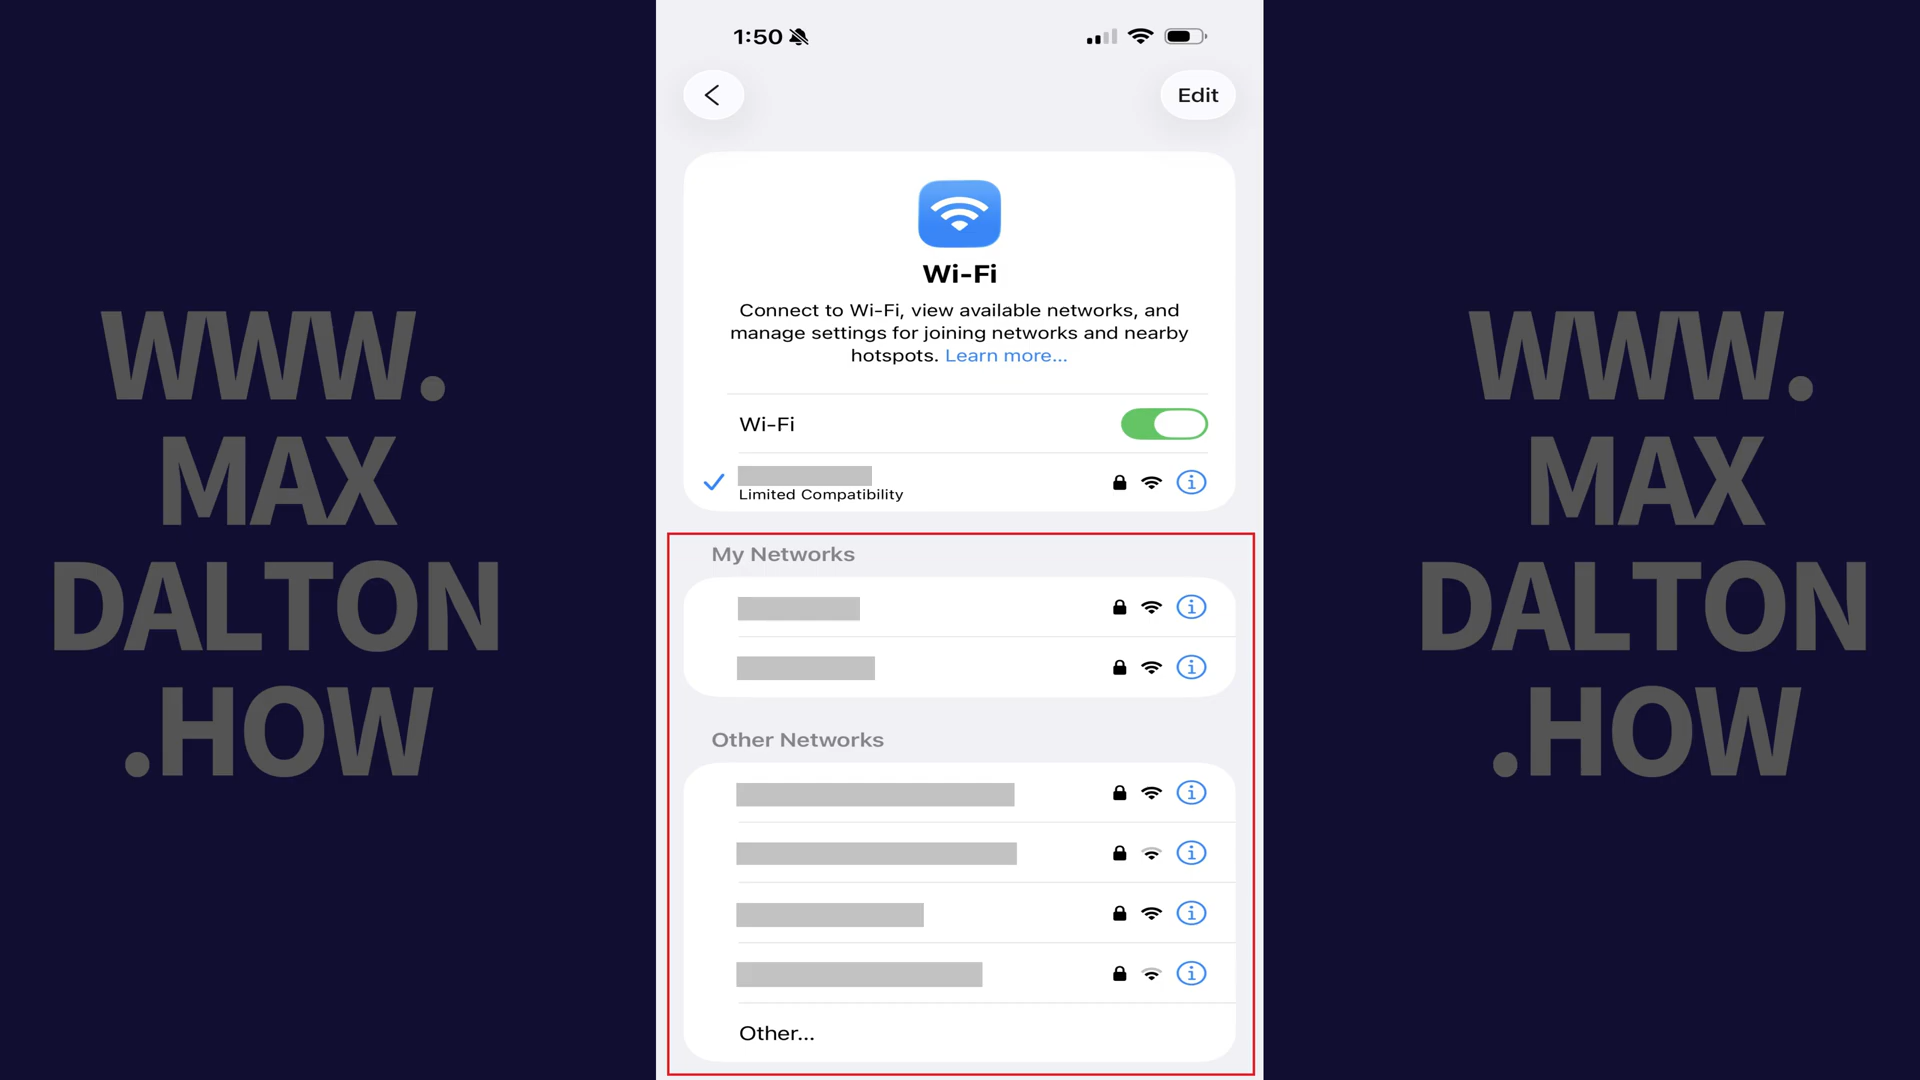 WWW.
MAX
DALTON
.HOW
1:50
Edit
Wi-Fi
Connect to Wi-Fi, view available networks, and
manage settings for joining networks and nearby
hotspots. Learn more...
Wi-Fi
Limited Compatibility
My Networks
Other Networks
Other...
WWW.
MAX
DALTON
.HOW